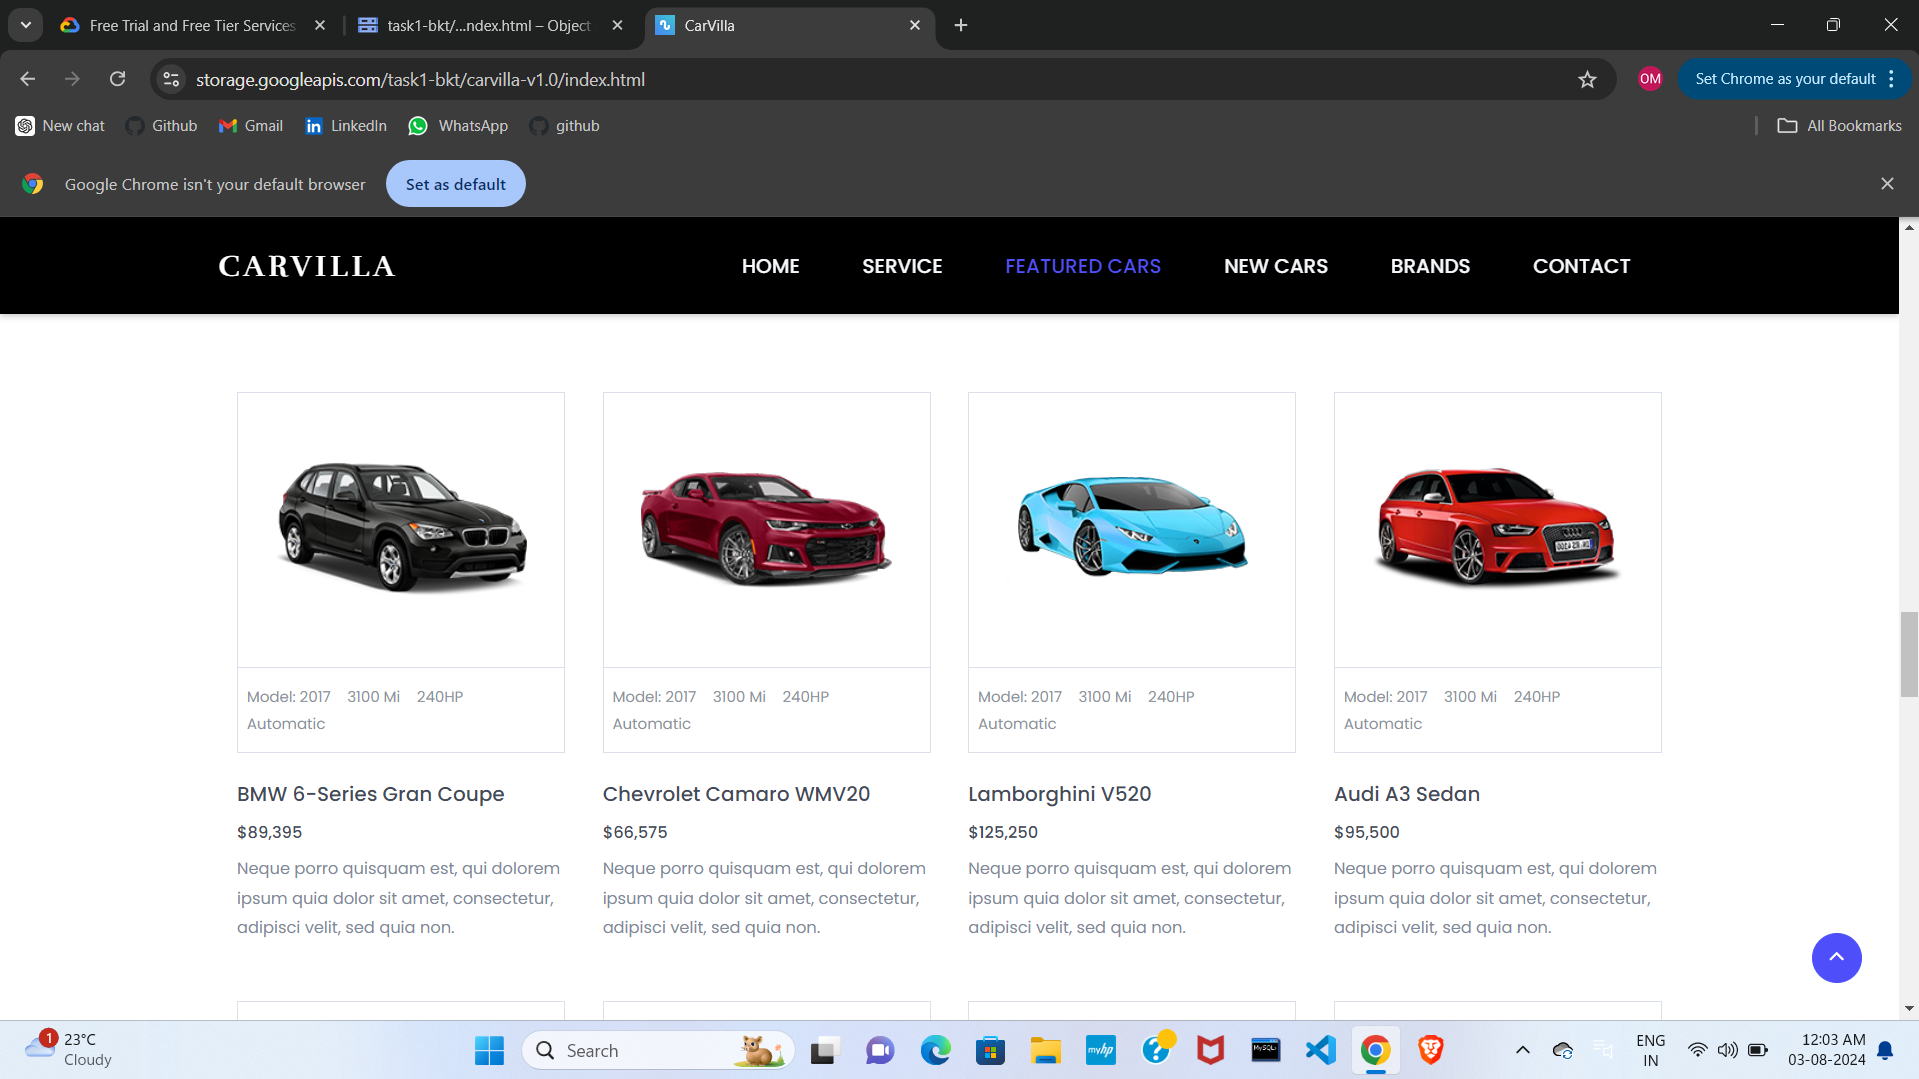 Free Trial and Free Tier Services
task1-bkt/...ndex.html – Object
CarVilla
storage.googleapis.com/task1-bkt/carvilla-v1.0/index.html
OM
Set Chrome as your default
New chat
Github
Gmail
LinkedIn
WhatsApp
github
All Bookmarks
Google Chrome isn't your default browser
Set as default
CARVILLA
HOME
SERVICE
FEATURED CARS
NEW CARS
BRANDS
CONTACT
Model: 2017 3100 Mi 240HP
Automatic
BMW 6-Series Gran Coupe
$89,395
Neque porro quisquam est, qui dolorem
ipsum quia dolor sit amet, consectetur,
adipisci velit, sed quia non.
Model: 2017 3100 Mi 240HP
Automatic
Chevrolet Camaro WMV20
$66,575
Neque porro quisquam est, qui dolorem
ipsum quia dolor sit amet, consectetur,
adipisci velit, sed quia non.
Model: 2017 3100 Mi 240HP
Automatic
Lamborghini V520
$125,250
Neque porro quisquam est, qui dolorem
ipsum quia dolor sit amet, consectetur,
adipisci velit, sed quia non.
Model: 2017 3100 Mi 240HP
Automatic
Audi A3 Sedan
$95,500
Neque porro quisquam est, qui dolorem
ipsum quia dolor sit amet, consectetur,
adipisci velit, sed quia non.
1
23°C
Cloudy
Search
myhp
MySQL
ENG
IN
12:03 AM
03-08-2024